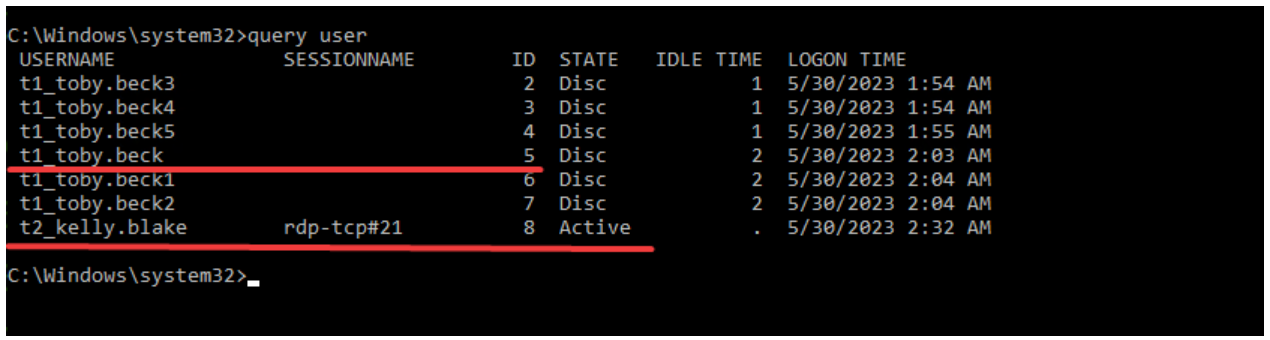 C:\Windows\system32>query user
USERNAME SESSIONNAME ID STATE IDLE TIME LOGON TIME
t1_toby.beck3 2 Disc 1 5/30/2023 1:54 AM
t1_toby.beck4 3 Disc 1 5/30/2023 1:54 AM
t1_toby.beck5 4 Disc 1 5/30/2023 1:55 AM
t1_toby.beck 5 Disc 2 5/30/2023 2:03 AM
t1_toby.beck1 6 Disc 2 5/30/2023 2:04 AM
t1_toby.beck2 7 Disc 2 5/30/2023 2:04 AM
t2_kelly.blake rdp-tcp#21 8 Active . 5/30/2023 2:32 AM
C:\Windows\system32>